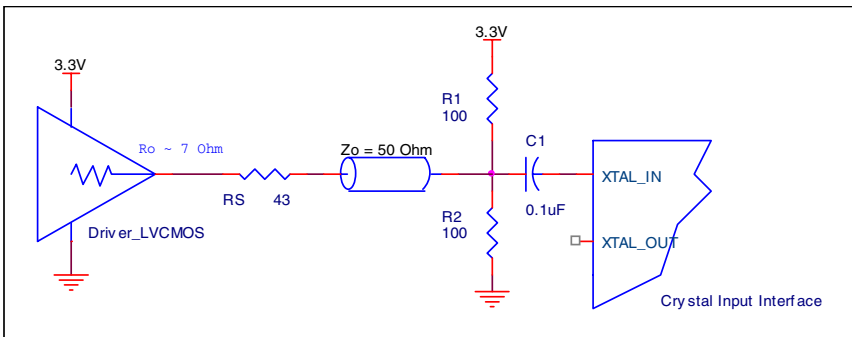 3.3V
3.3V
R1
100
Ro ~ 7 Ohm
Zo = 50 Ohm
C1
RS 43
XTAL_IN
0.1uF
R2
100
Driver_LVCMOS
XTAL_OUT
Crystal Input Interface